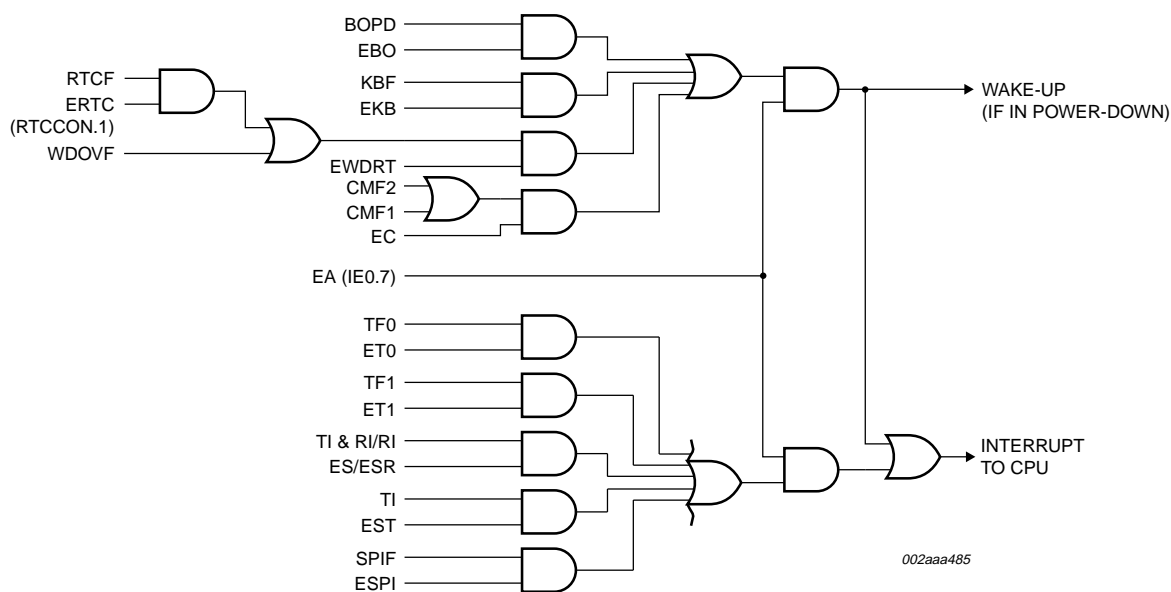 BOPD
EBO
RTCF
KBF
ERTC
EKB
(RTCCON.1)
WDOVF
EWDRT
CMF2
CMF1
EC
WAKE-UP
(IF IN POWER-DOWN)
EA (IE0.7)
TF0
ET0
TF1
ET1
TI & RI/RI
ES/ESR
TI
EST
SPIF
ESPI
INTERRUPT
TO CPU
002aaa485